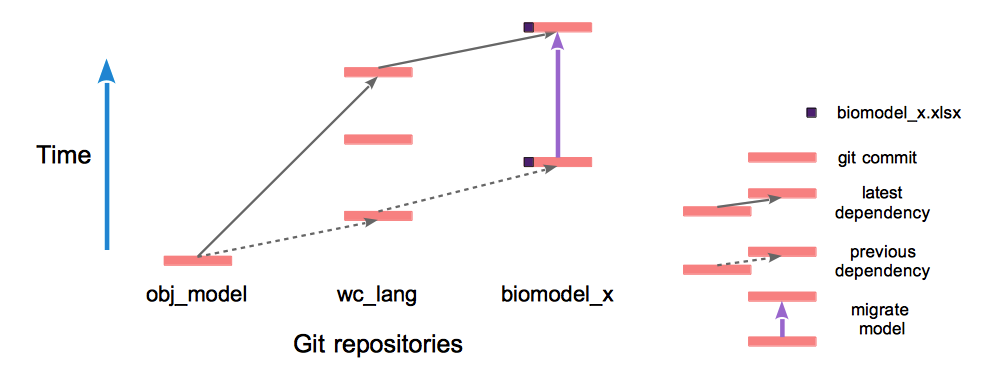 Time
obj_model
wc_lang
biomodel_x
Git repositories
biomodel_x.xlsx
git commit
latest
dependency
previous
dependency
migrate
model